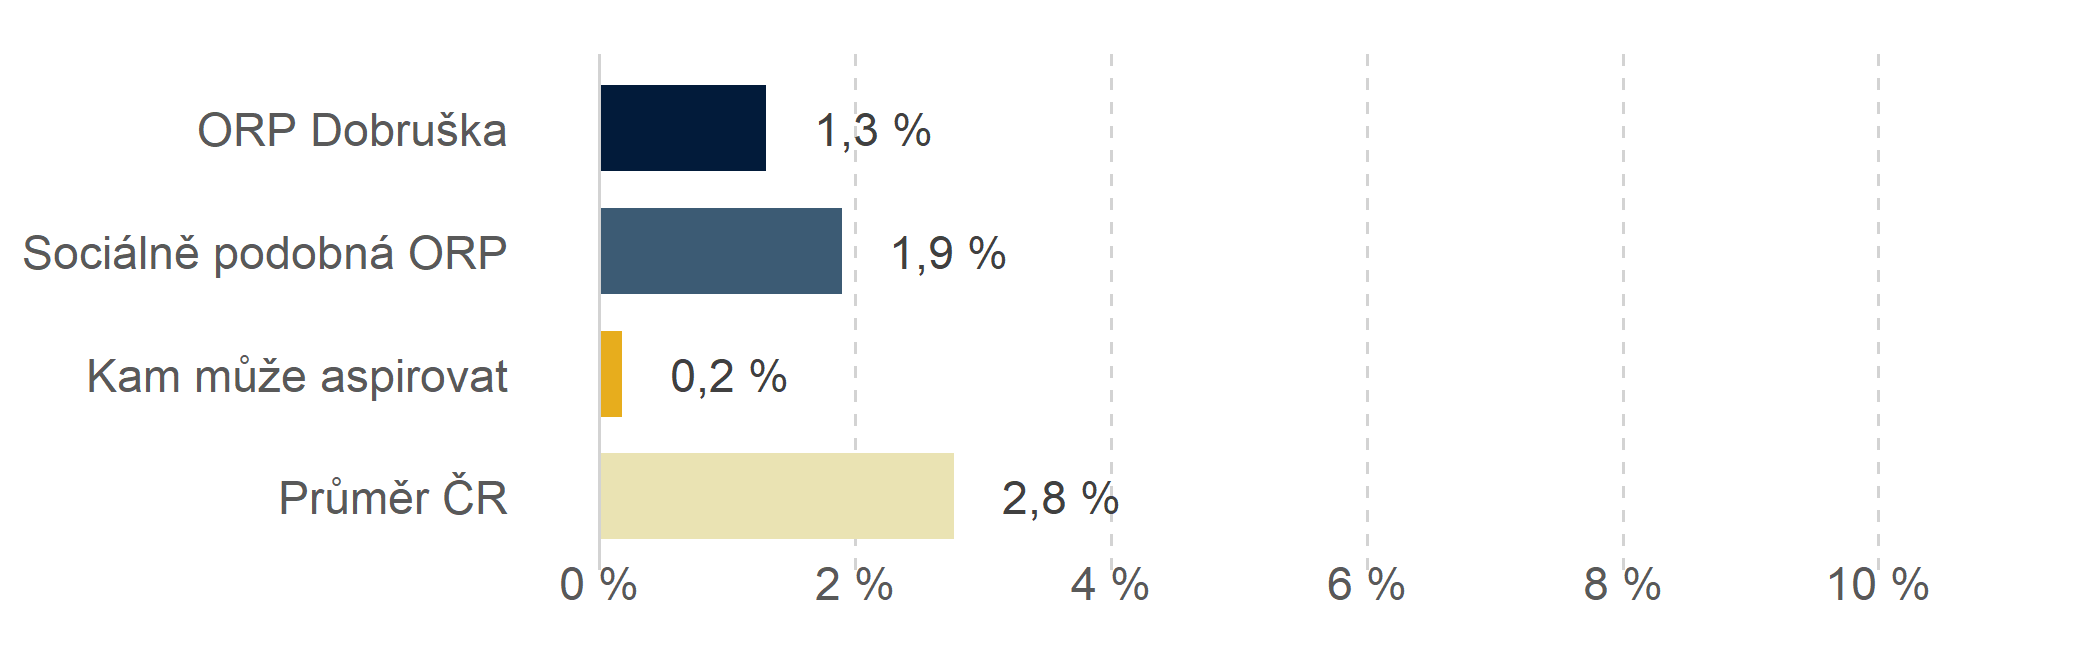 ORP Dobruška
1,3 %
Sociálně podobná ORP
1,9 %
Kam může aspirovat
0,2 %
Průměr ČR
2,8 %
0 % 2 % 4 % 6 % 8 % 10 %